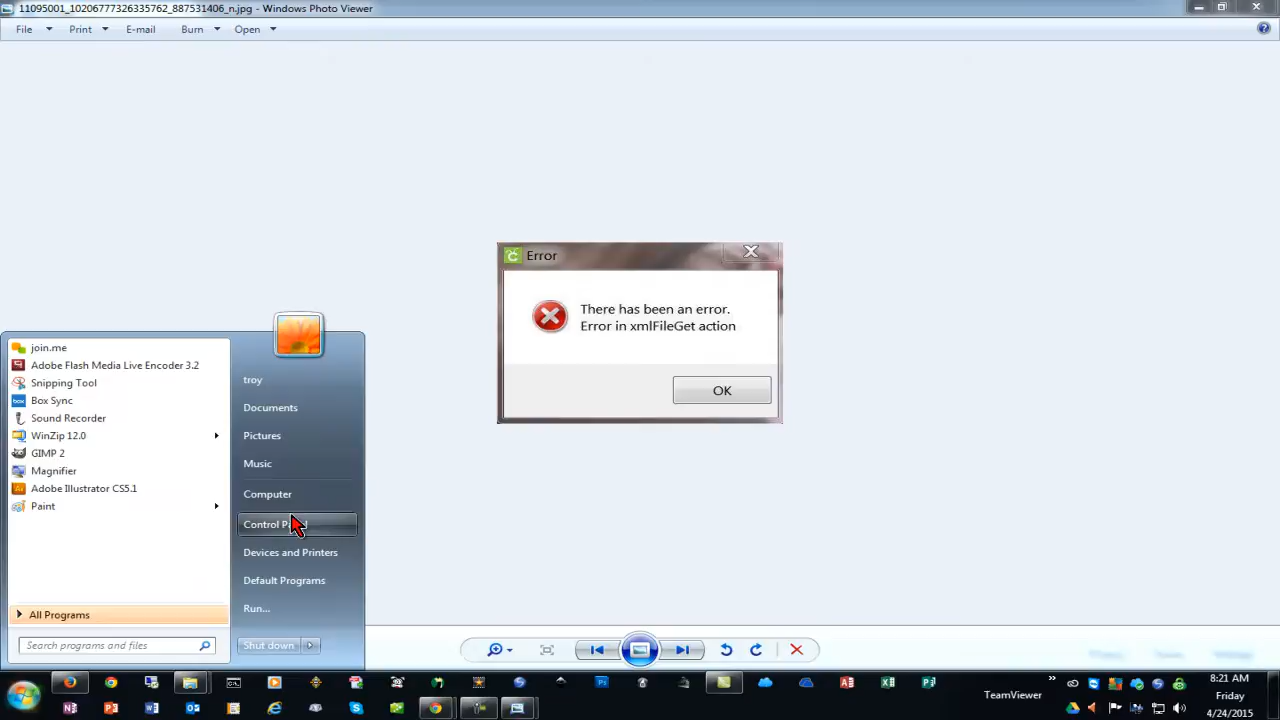 11095001_10206777326335762_887531406_n.jpg - Windows Photo Viewer
File Print E-mail Burn Open
Error
There has been an error.
Error in xmlFileGet action
OK
join.me
Adobe Flash Media Live Encoder 3.2
Snipping Tool
Box Sync
Sound Recorder
WinZip 12.0
GIMP 2
Magnifier
Adobe Illustrator CS5.1
Paint
All Programs
Search programs and files
troy
Documents
Pictures
Music
Computer
Control
Devices and Printers
Default Programs
Run...
Shut down
TeamViewer
8:21 AM
Friday
4/24/2015